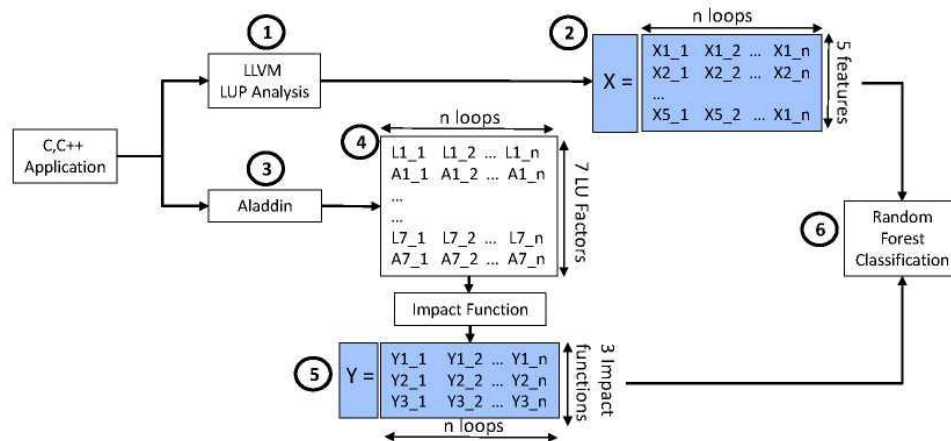 n loops
1
2
LLVM
LUP Analysis
X =
X1_1 X1_2 ... X1_n
X2_1 X2_2 ... X2_n
...
X5_1 X5_2 ... X1_n
5 features
C,C++
Application
3
Aladdin
4
n loops
L1_1 L1_2 ... L1_n
A1_1 A1_2 ... A1_n
...
...
L7_1 L7_2 ... L7_n
A7_1 A7_2 ... A7_n
7 LU Factors
6
Random
Forest
Classification
Impact Function
5
Y =
Y1_1 Y1_2 ... Y1_n
Y2_1 Y2_2 ... Y2_n
Y3_1 Y3_2 ... Y3_n
3 Impact
functions
n loops